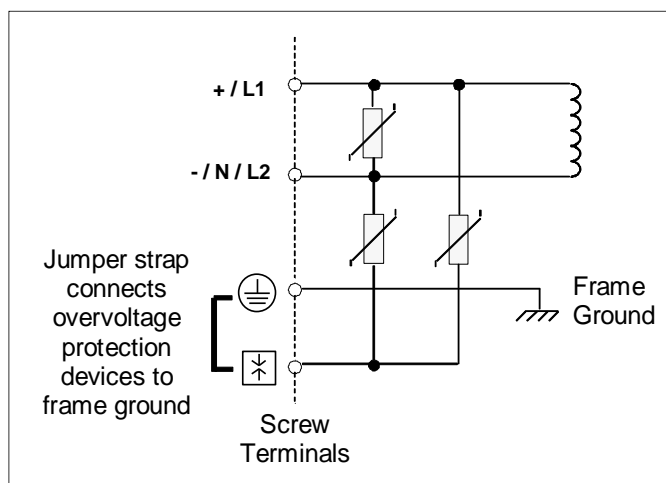 + / L1
- / N / L2
Jumper strap
connects
overvoltage
protection
devices to
frame ground
Frame
Ground
Screw
Terminals